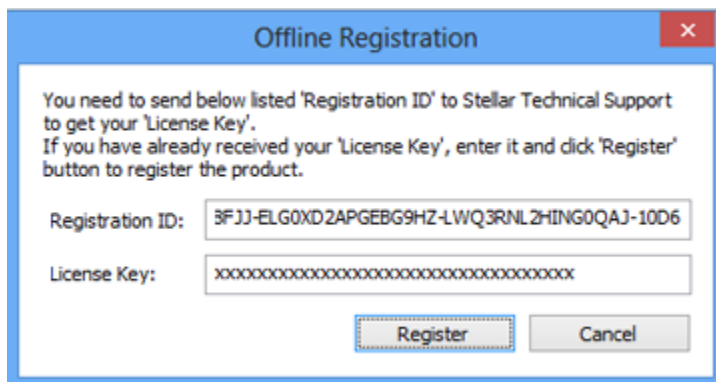 Offline Registration
You need to send below listed 'Registration ID' to Stellar Technical Support
to get your 'License Key'.
If you have already received your 'License Key', enter it and click 'Register'
button to register the product.
Registration ID: BFJJ-ELG0XD2APGEBG9HZ-LWQ3RNL2HING0QAJ-10D6
License Key: xxxxxxxxxxxxxxxxxxxxxxxxxxxxxxxxxx
Register Cancel